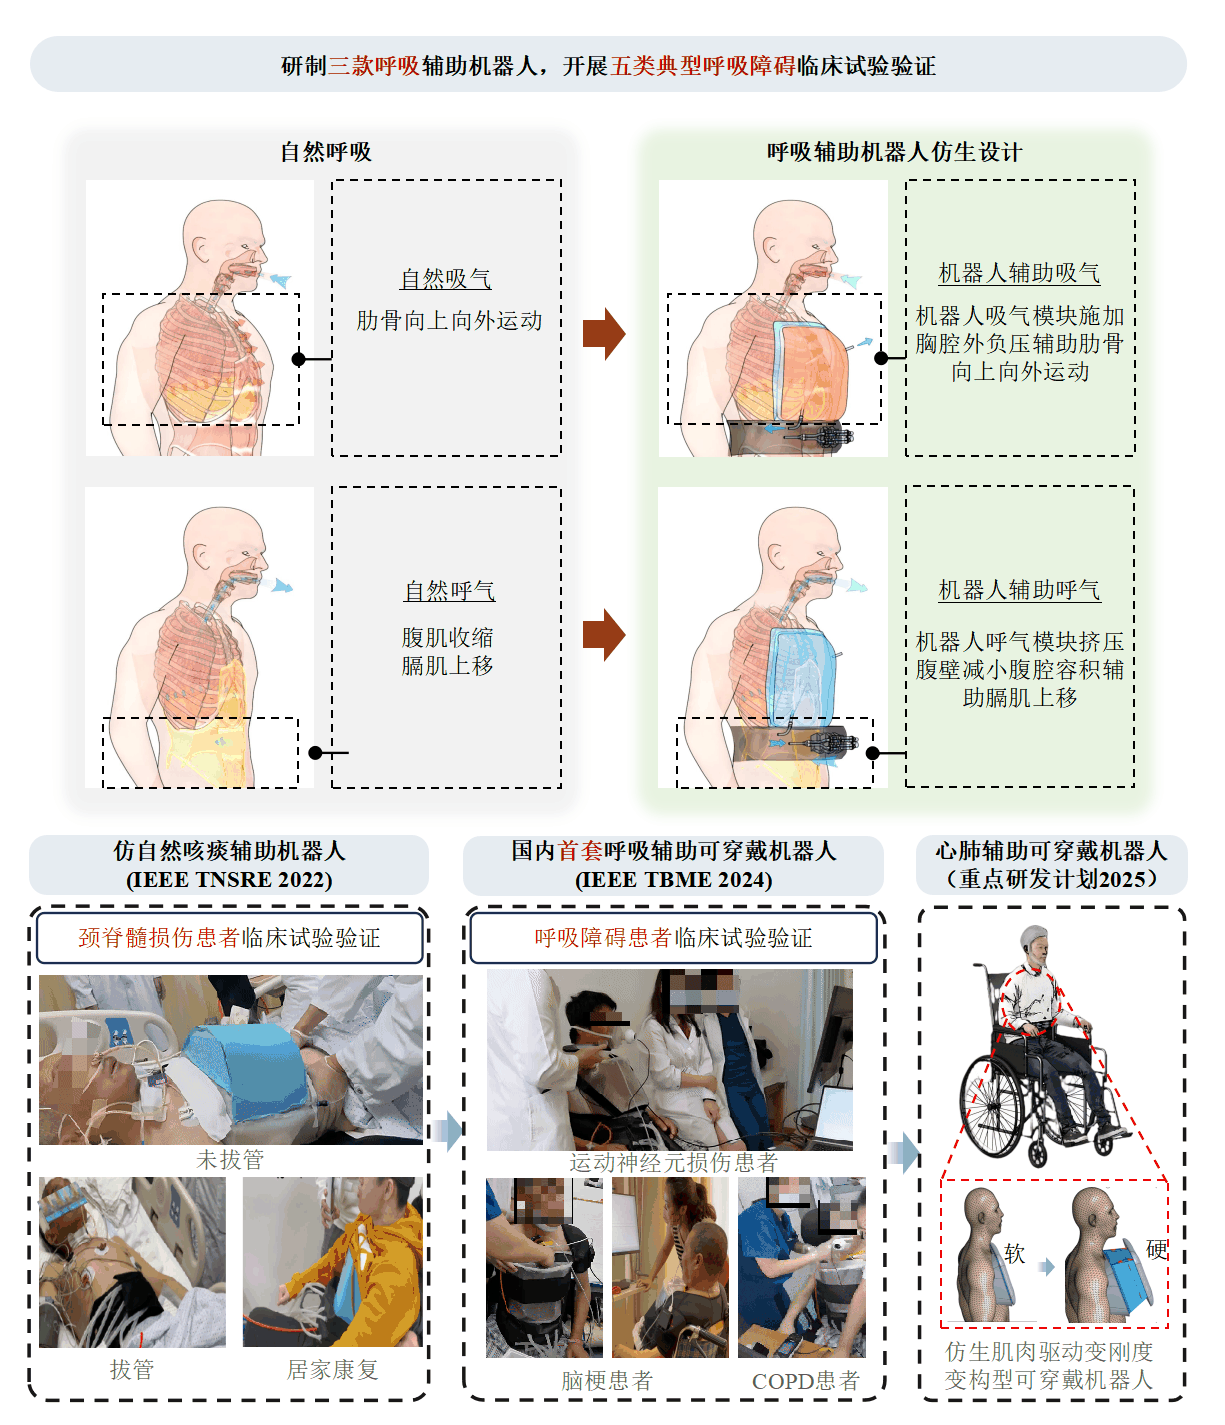 研制三款呼吸辅助机器人，开展五类典型呼吸障碍临床试验验证
自然呼吸
自然吸气
肋骨向上向外运动
自然呼气
腹肌收缩
膈肌上移
呼吸辅助机器人仿生设计
机器人辅助吸气
机器人吸气模块施加
胸腔外负压辅助肋骨
向上向外运动
机器人辅助呼气
机器人呼气模块挤压
腹壁减小腹腔容积辅
助膈肌上移
仿自然咳痰辅助机器人
(IEEE TNSRE 2022)
颈脊髓损伤患者临床试验验证
未拔管
拔管
居家康复
国内首套呼吸辅助可穿戴机器人
(IEEE TBME 2024)
呼吸障碍患者临床试验验证
运动神经元损伤患者
脑梗患者
COPD患者
心肺辅助可穿戴机器人
（重点研发计划2025）
软
硬
仿生肌肉驱动变刚度
变构型可穿戴机器人